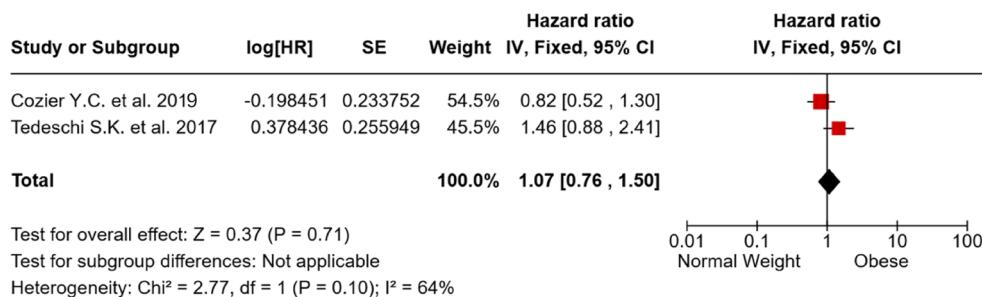 Hazard ratio Hazard ratio
Study or Subgroup log[HR] SE Weight IV, Fixed, 95% CI IV, Fixed, 95% CI
Cozier Y.C. et al. 2019 -0.198451 0.233752 54.5% 0.82 [0.52 , 1.30]
Tedeschi S.K. et al. 2017 0.378436 0.255949 45.5% 1.46 [0.88 , 2.41]
Total 100.0% 1.07 [0.76 , 1.50]
Test for overall effect: Z = 0.37 (P = 0.71)
Test for subgroup differences: Not applicable
Heterogeneity: Chi² = 2.77, df = 1 (P = 0.10); I² = 64%
0.01 0.1 1 10 100
Normal Weight Obese